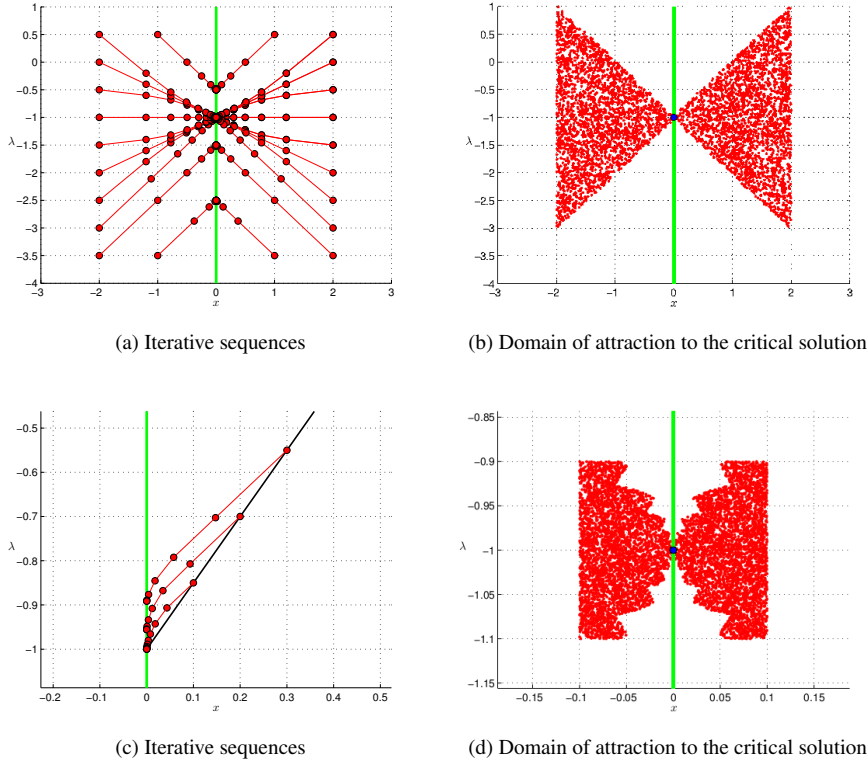 1
0.5
0
−0.5
λ −1
−1.5
−2
−2.5
−3
−3.5
−4
−3 −2 −1 0 1 2 3
x
(a) Iterative sequences
1
0.5
0
−0.5
λ −1
−1.5
−2
−2.5
−3
−3.5
−4
−3 −2 −1 0 1 2 3
x
(b) Domain of attraction to the critical solution
−0.5
−0.6
−0.7
λ −0.8
−0.9
−1
−0.2 −0.1 0 0.1 0.2 0.3 0.4 0.5
x
(c) Iterative sequences
−0.85
−0.9
−0.95
λ −1
−1.05
−1.1
−1.15
−0.15 −0.1 −0.05 0 0.05 0.1 0.15
x
(d) Domain of attraction to the critical solution